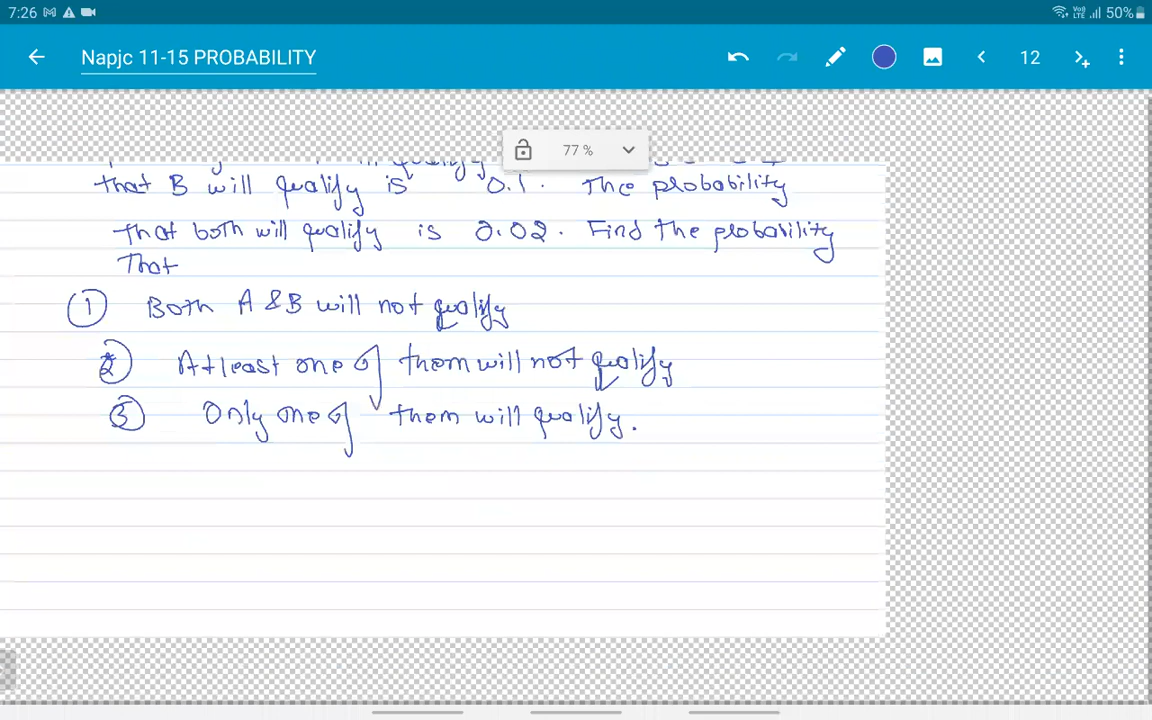 7:26 50%
Napjc 11-15 PROBABILITY 12
77 %
qualify
that B will qualify is 0.1. The probability
that both will qualify is 0.02. Find the probability
That
1 Both A & B will not qualify
2 Atleast one of them will not qualify
3 Only one of them will qualify.